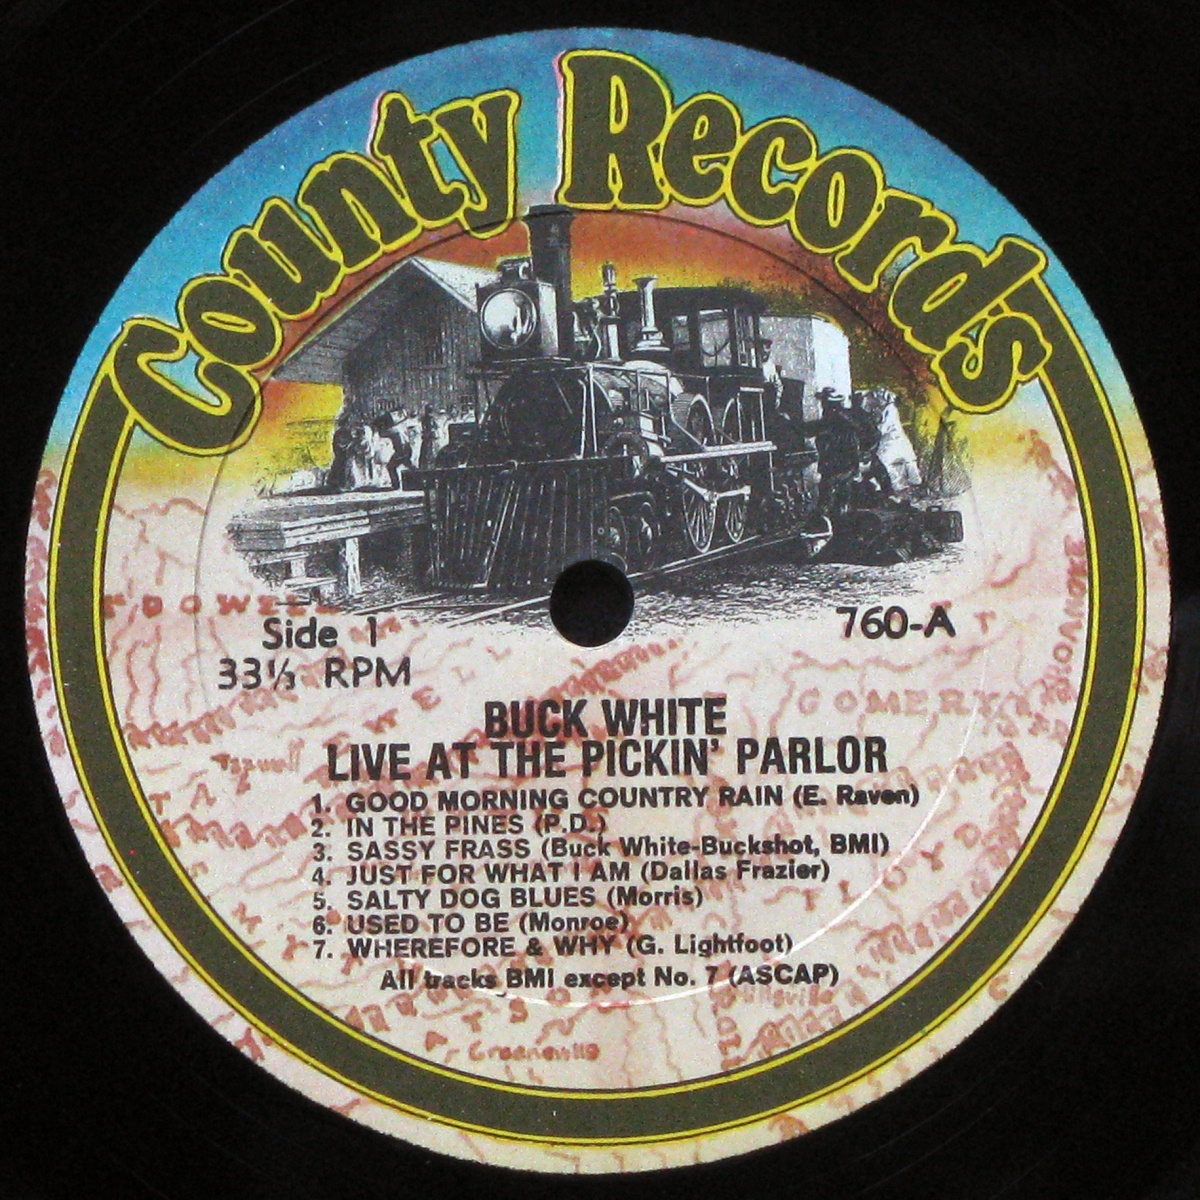 County Records
Side 1
760-A
33⅓ RPM
BUCK WHITE
LIVE AT THE PICKIN' PARLOR
1. GOOD MORNING COUNTRY RAIN (E. Raven)
2. IN THE PINES (P.D.)
3. SASSY FRASS (Buck White-Buckshot, BMI)
4. JUST FOR WHAT I AM (Dallas Frazier)
5. SALTY DOG BLUES (Morris)
6. USED TO BE (Monroe)
7. WHEREFORE & WHY (G. Lightfoot)
All tracks BMI except No. 7 (ASCAP)